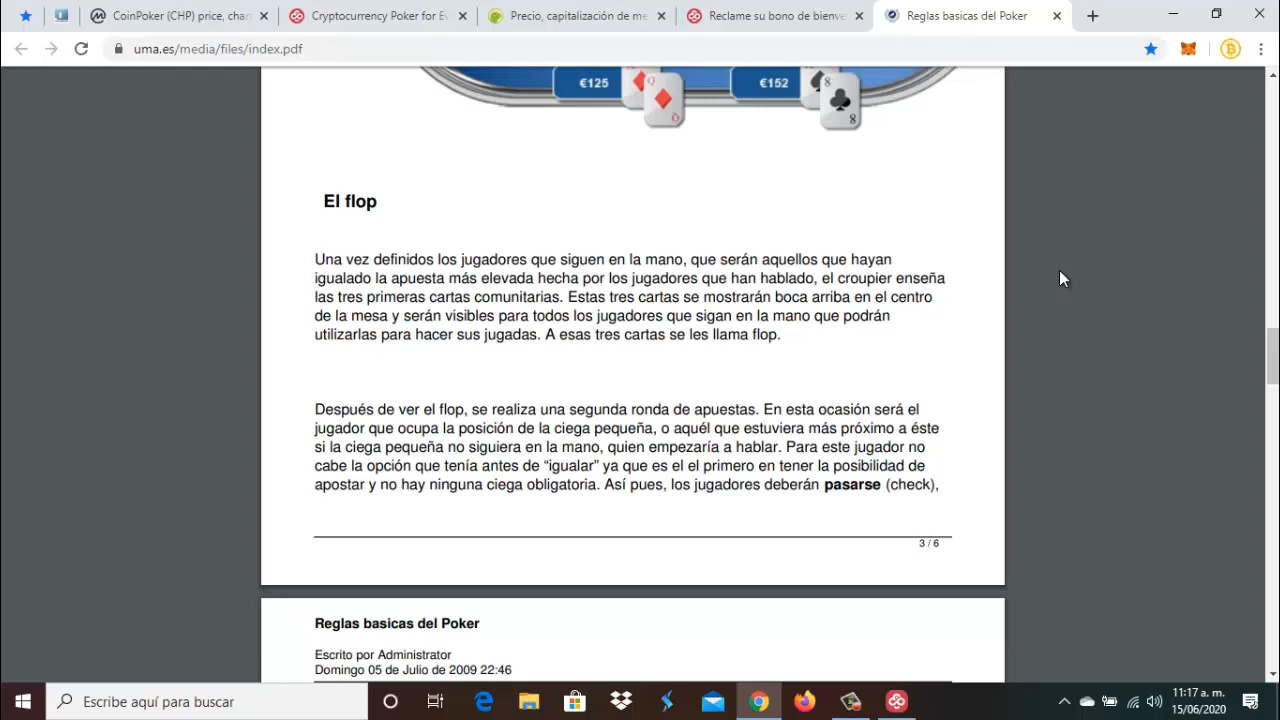 CoinPoker (CHP) price, char
Cryptocurrency Poker for Ev
Precio, capitalización de me
Reclame su bono de bienve
Reglas basicas del Poker
uma.es/media/files/index.pdf
€125
Q
Q
€152
8
8
El flop
Una vez definidos los jugadores que siguen en la mano, que serán aquellos que hayan
igualado la apuesta más elevada hecha por los jugadores que han hablado, el croupier enseña
las tres primeras cartas comunitarias. Estas tres cartas se mostrarán boca arriba en el centro
de la mesa y serán visibles para todos los jugadores que sigan en la mano que podrán
utilizarlas para hacer sus jugadas. A esas tres cartas se les llama flop.
Después de ver el flop, se realiza una segunda ronda de apuestas. En esta ocasión será el
jugador que ocupa la posición de la ciega pequeña, o aquél que estuviera más próximo a éste
si la ciega pequeña no siguiera en la mano, quien empezaría a hablar. Para este jugador no
cabe la opción que tenía antes de “igualar” ya que es el el primero en tener la posibilidad de
apostar y no hay ninguna ciega obligatoria. Así pues, los jugadores deberán pasarse (check),
3 / 6
Reglas basicas del Poker
Escrito por Administrator
Domingo 05 de Julio de 2009 22:46
Escribe aquí para buscar
11:17 a. m.
15/06/2020